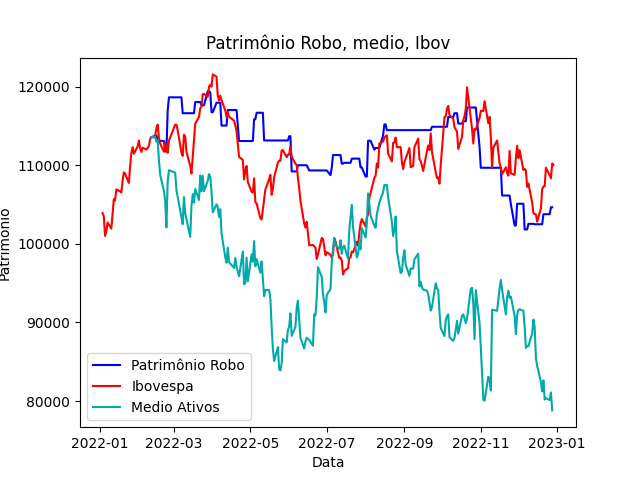 Patrimônio Robo, medio, Ibov
120000
110000
100000
90000
80000
Patrimonio
Patrimônio Robo
Ibovespa
Medio Ativos
2022-01
2022-03
2022-05
2022-07
2022-09
2022-11
2023-01
Data